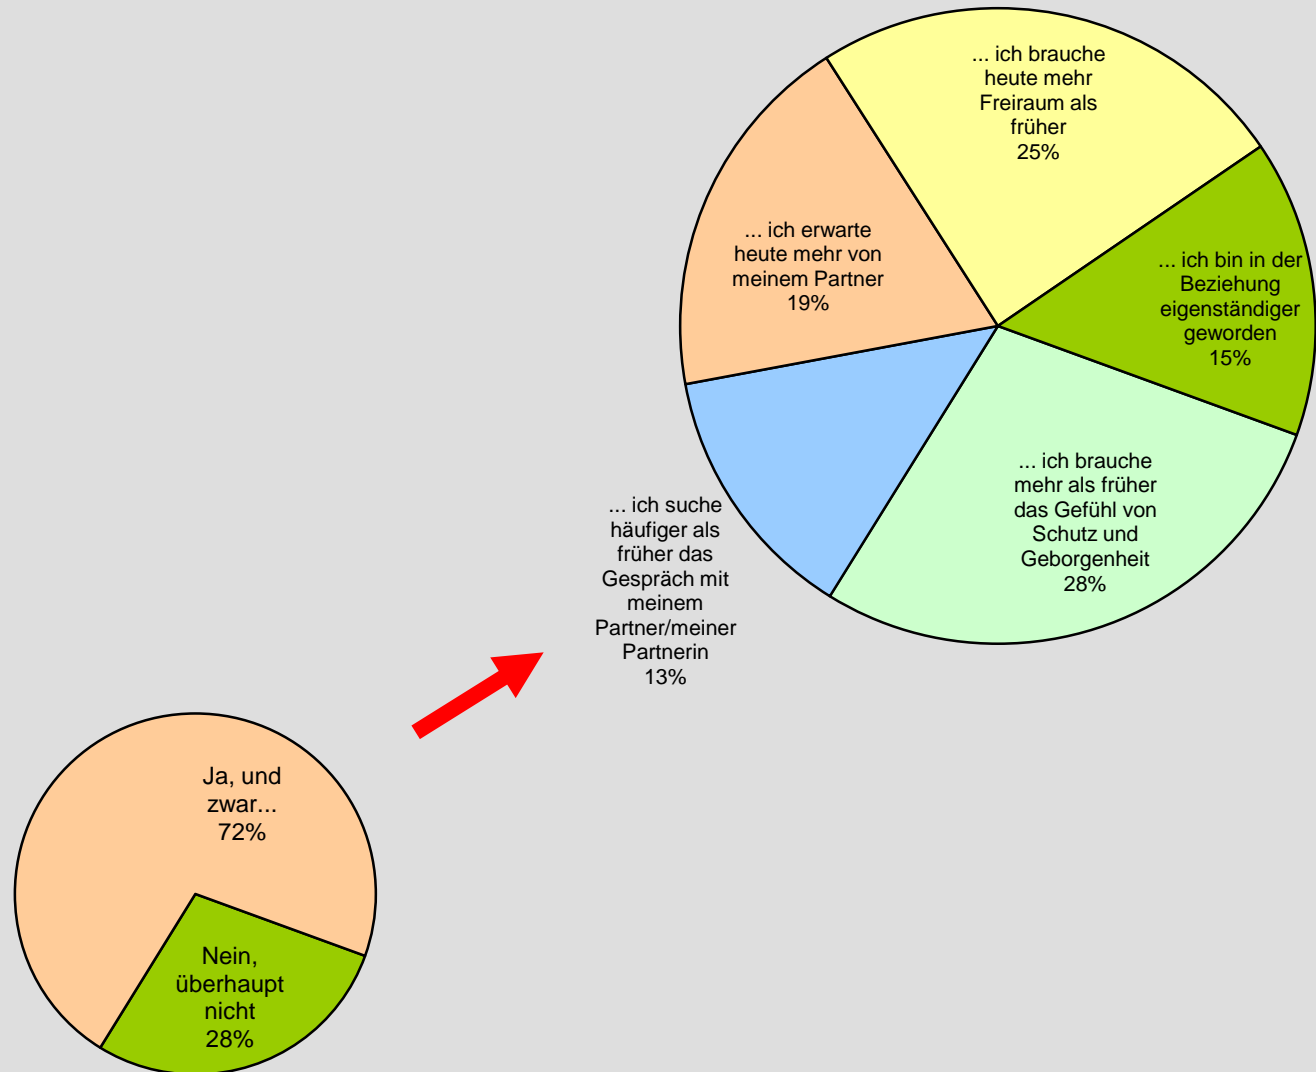 ... ich brauche
heute mehr
Freiraum als
früher
25%
... ich erwarte
heute mehr von
meinem Partner
19%
... ich bin in der
Beziehung
eigenständiger
geworden
15%
... ich brauche
mehr als früher
das Gefühl von
Schutz und
Geborgenheit
28%
... ich suche
häufiger als
früher das
Gespräch mit
meinem
Partner/meiner
Partnerin
13%
Ja, und
zwar...
72%
Nein,
überhaupt
nicht
28%